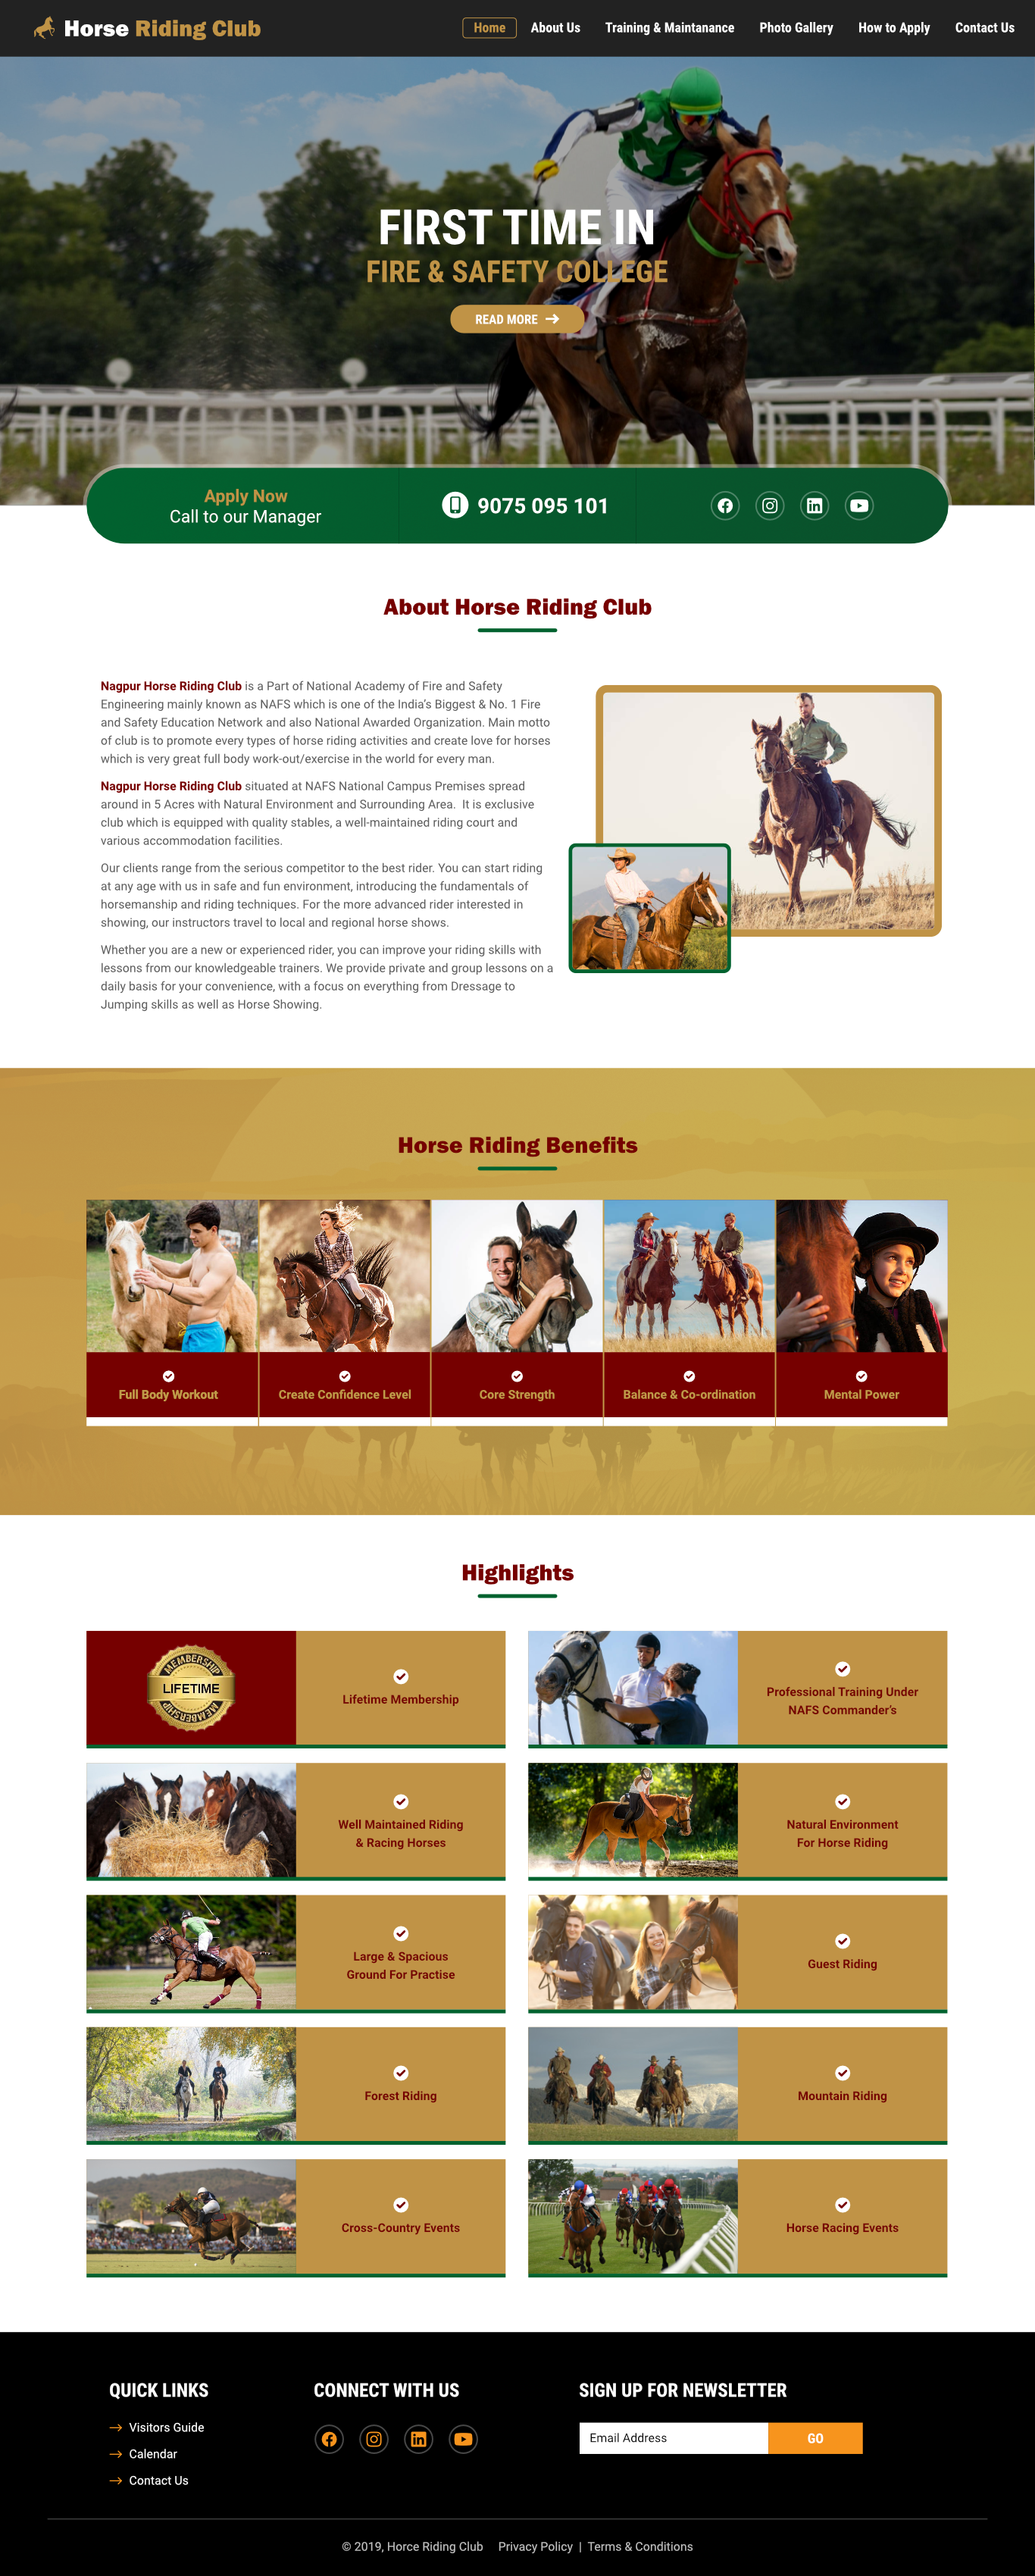 Horse Riding Club
Home
About Us
Training & Maintanance
Photo Gallery
How to Apply
Contact Us
FIRST TIME IN
FIRE & SAFETY COLLEGE
READ MORE
Apply Now
Call to our Manager
9075 095 101
About Horse Riding Club
Nagpur Horse Riding Club is a Part of National Academy of Fire and Safety
Engineering mainly known as NAFS which is one of the India's Biggest & No. 1 Fire
and Safety Education Network and also National Awarded Organization. Main motto
of club is to promote every types of horse riding activities and create love for horses
which is very great full body work-out/exercise in the world for every man.
Nagpur Horse Riding Club situated at NAFS National Campus Premises spread
around in 5 Acres with Natural Environment and Surrounding Area. It is exclusive
club which is equipped with quality stables, a well-maintained riding court and
various accommodation facilities.
Our clients range from the serious competitor to the best rider. You can start riding
at any age with us in safe and fun environment, introducing the fundamentals of
horsemanship and riding techniques. For the more advanced rider interested in
showing, our instructors travel to local and regional horse shows.
Whether you are a new or experienced rider, you can improve your riding skills with
lessons from our knowledgeable trainers. We provide private and group lessons on a
daily basis for your convenience, with a focus on everything from Dressage to
Jumping skills as well as Horse Showing.
Horse Riding Benefits
Full Body Workout
Create Confidence Level
Core Strength
Balance & Co-ordination
Mental Power
Highlights
MEMBERSHIP
LIFETIME
MEMBERSHIP
Lifetime Membership
Professional Training Under
NAFS Commander's
Well Maintained Riding
& Racing Horses
Natural Environment
For Horse Riding
Large & Spacious
Ground For Practise
Guest Riding
Forest Riding
Mountain Riding
Cross-Country Events
Horse Racing Events
QUICK LINKS
Visitors Guide
Calendar
Contact Us
CONNECT WITH US
SIGN UP FOR NEWSLETTER
Email Address
GO
© 2019, Horce Riding Club
Privacy Policy | Terms & Conditions